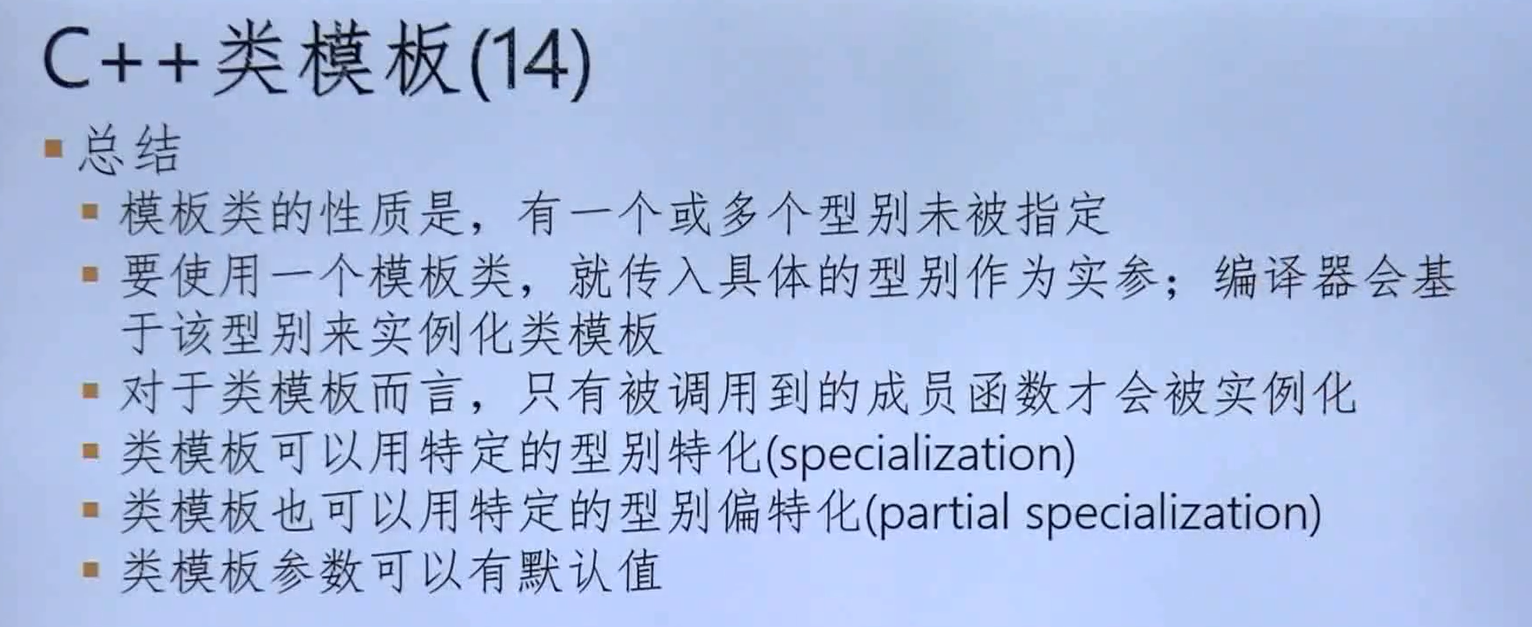 C++类模板(14)
总结
模板类的性质是，有一个或多个型别未被指定
要使用一个模板类，就传入具体的型别作为实参；编译器会基
于该型别来实例化类模板
对于类模板而言，只有被调用到的成员函数才会被实例化
类模板可以用特定的型别特化(specialization)
类模板也可以用特定的型别偏特化(partial specialization)
类模板参数可以有默认值